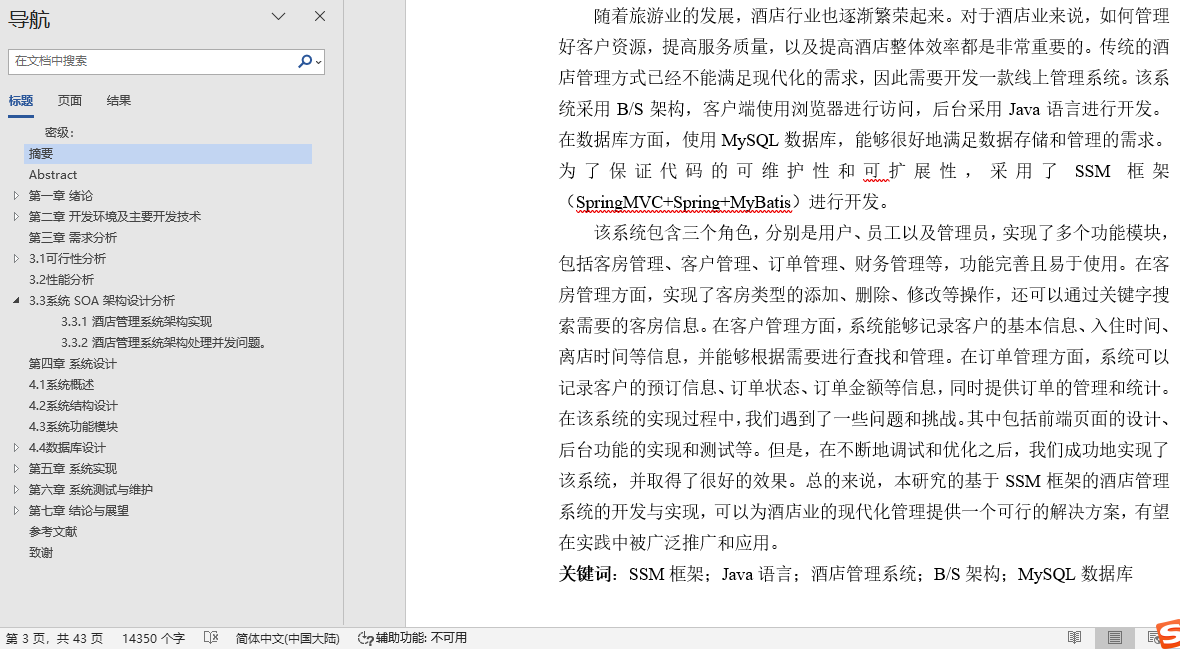 导航
在文档中搜索
标题 页面 结果
密级：
摘要
Abstract
第一章 绪论
第二章 开发环境及主要开发技术
第三章 需求分析
3.1可行性分析
3.2性能分析
3.3系统 SOA 架构设计分析
3.3.1 酒店管理系统架构实现
3.3.2 酒店管理系统架构处理并发问题。
第四章 系统设计
4.1系统概述
4.2系统结构设计
4.3系统功能模块
4.4数据库设计
第五章 系统实现
第六章 系统测试与维护
第七章 结论与展望
参考文献
致谢
随着旅游业的发展，酒店行业也逐渐繁荣起来。对于酒店业来说，如何管理
好客户资源，提高服务质量，以及提高酒店整体效率都是非常重要的。传统的酒
店管理方式已经不能满足现代化的需求，因此需要开发一款线上管理系统。该系
统采用 B/S 架构，客户端使用浏览器进行访问，后台采用 Java 语言进行开发。
在数据库方面，使用 MySQL 数据库，能够很好地满足数据存储和管理的需求。
为了保证代码的可维护性和可扩展性，采用了 SSM 框架
（SpringMVC+Spring+MyBatis）进行开发。
该系统包含三个角色，分别是用户、员工以及管理员，实现了多个功能模块，
包括客房管理、客户管理、订单管理、财务管理等，功能完善且易于使用。在客
房管理方面，实现了客房类型的添加、删除、修改等操作，还可以通过关键字搜
索需要的客房信息。在客户管理方面，系统能够记录客户的基本信息、入住时间、
离店时间等信息，并能够根据需要进行查找和管理。在订单管理方面，系统可以
记录客户的预订信息、订单状态、订单金额等信息，同时提供订单的管理和统计。
在该系统的实现过程中，我们遇到了一些问题和挑战。其中包括前端页面的设计、
后台功能的实现和测试等。但是，在不断地调试和优化之后，我们成功地实现了
该系统，并取得了很好的效果。总的来说，本研究的基于 SSM 框架的酒店管理
系统的开发与实现，可以为酒店业的现代化管理提供一个可行的解决方案，有望
在实践中被广泛推广和应用。
关键词：SSM 框架；Java 语言；酒店管理系统；B/S 架构；MySQL 数据库
第 3 页，共 43 页 14350 个字 简体中文(中国大陆) 辅助功能: 不可用